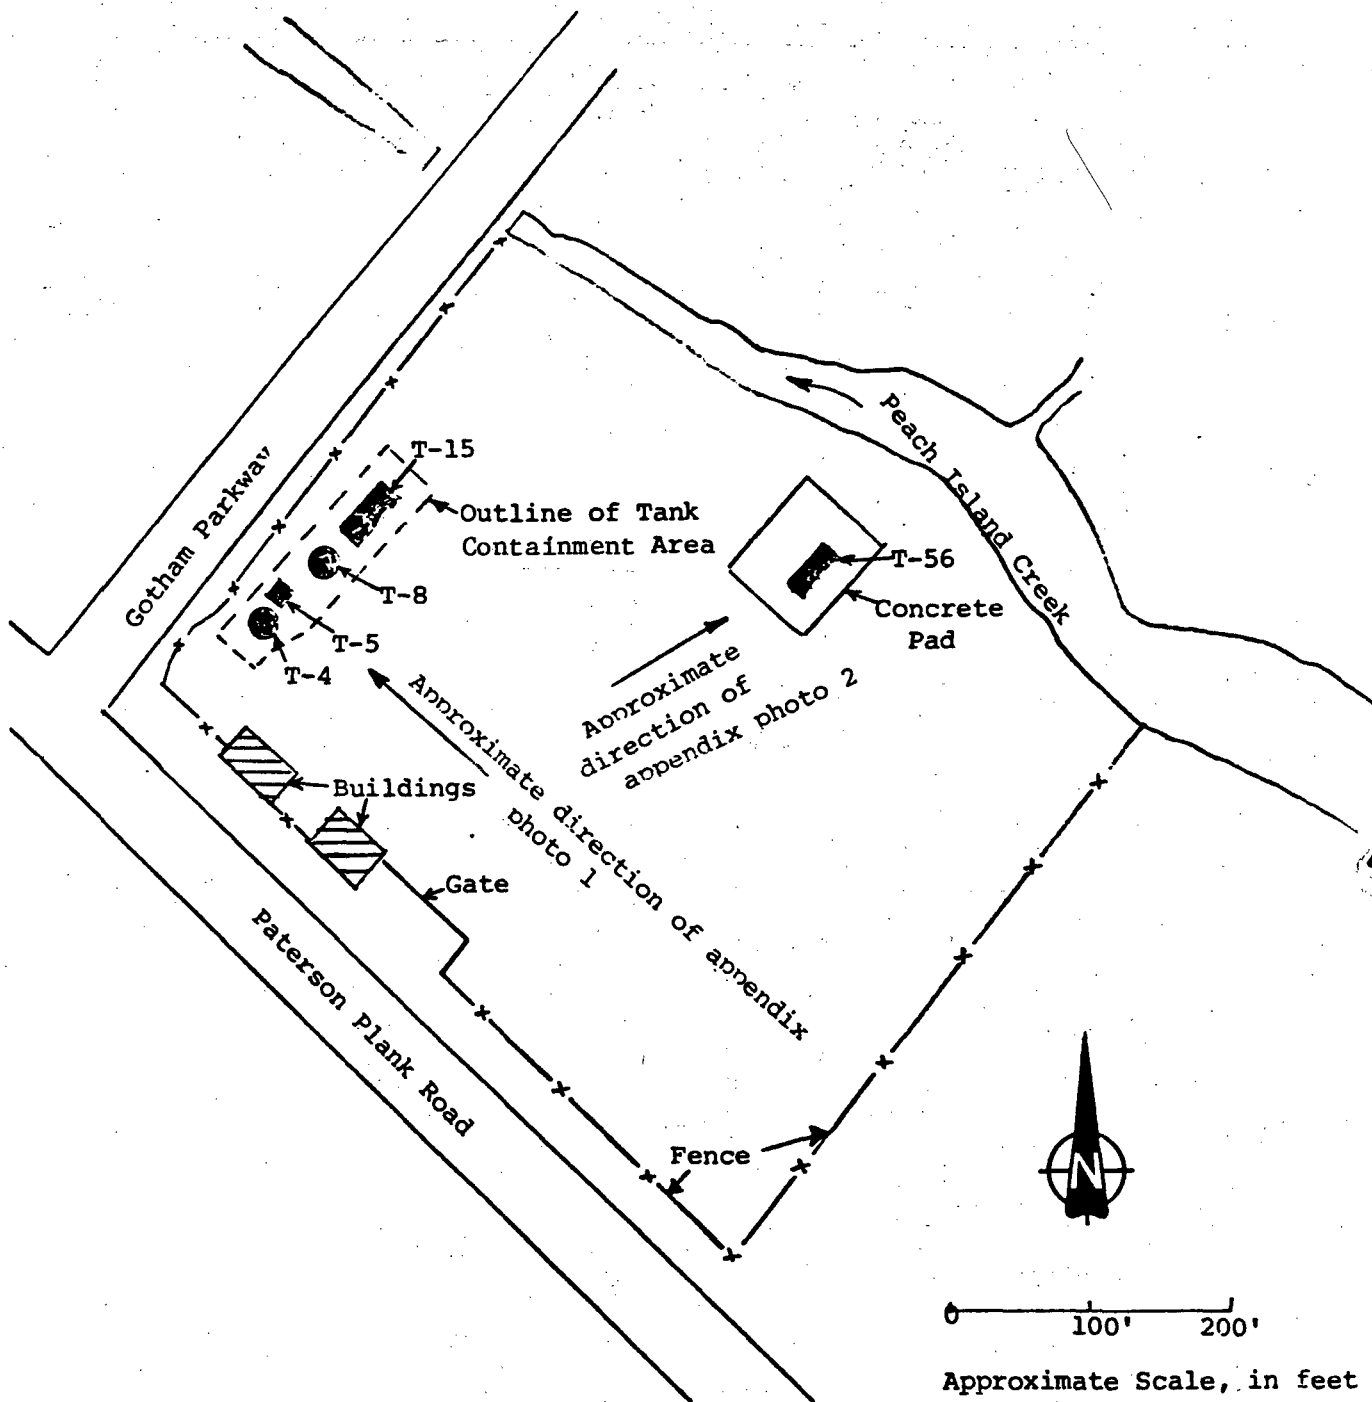 T-15
Outline of Tank
Containment Area
T-8
T-5
T-4
T-56
Concrete
Pad
Peach Island Creek
Gotham Parkway
Approximate
direction of
appendix photo 2
Approximate direction of appendix
photo 1
Buildings
Gate
Paterson Plank Road
Fence
N
0 100' 200'
Approximate Scale, in feet